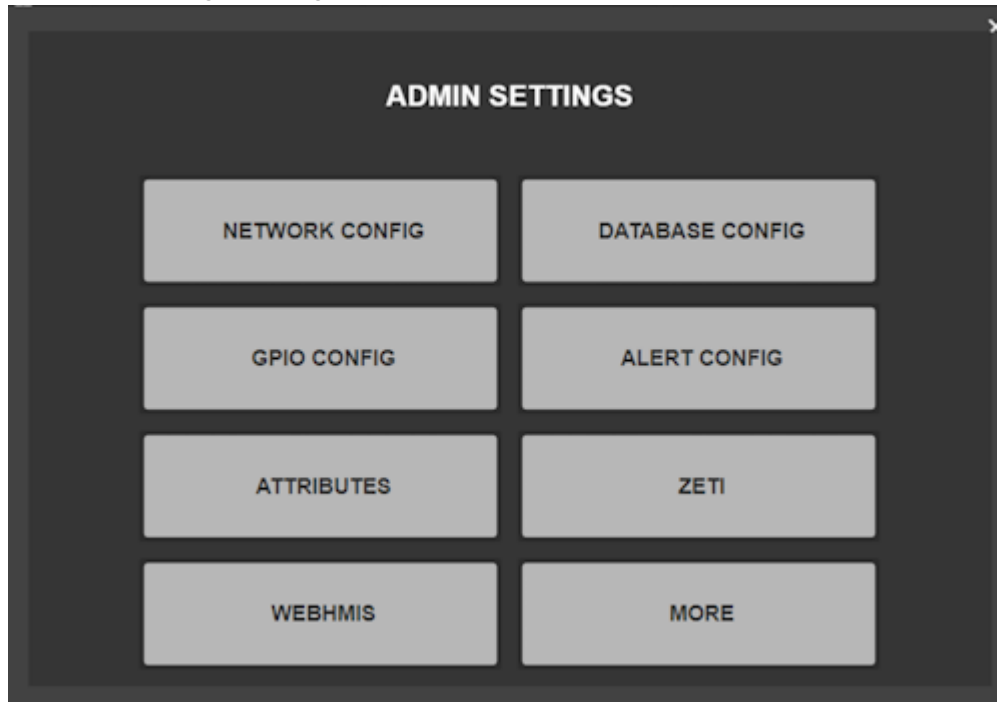 ADMIN SETTINGS
NETWORK CONFIG
DATABASE CONFIG
GPIO CONFIG
ALERT CONFIG
ATTRIBUTES
ZETI
WEBHMIS
MORE